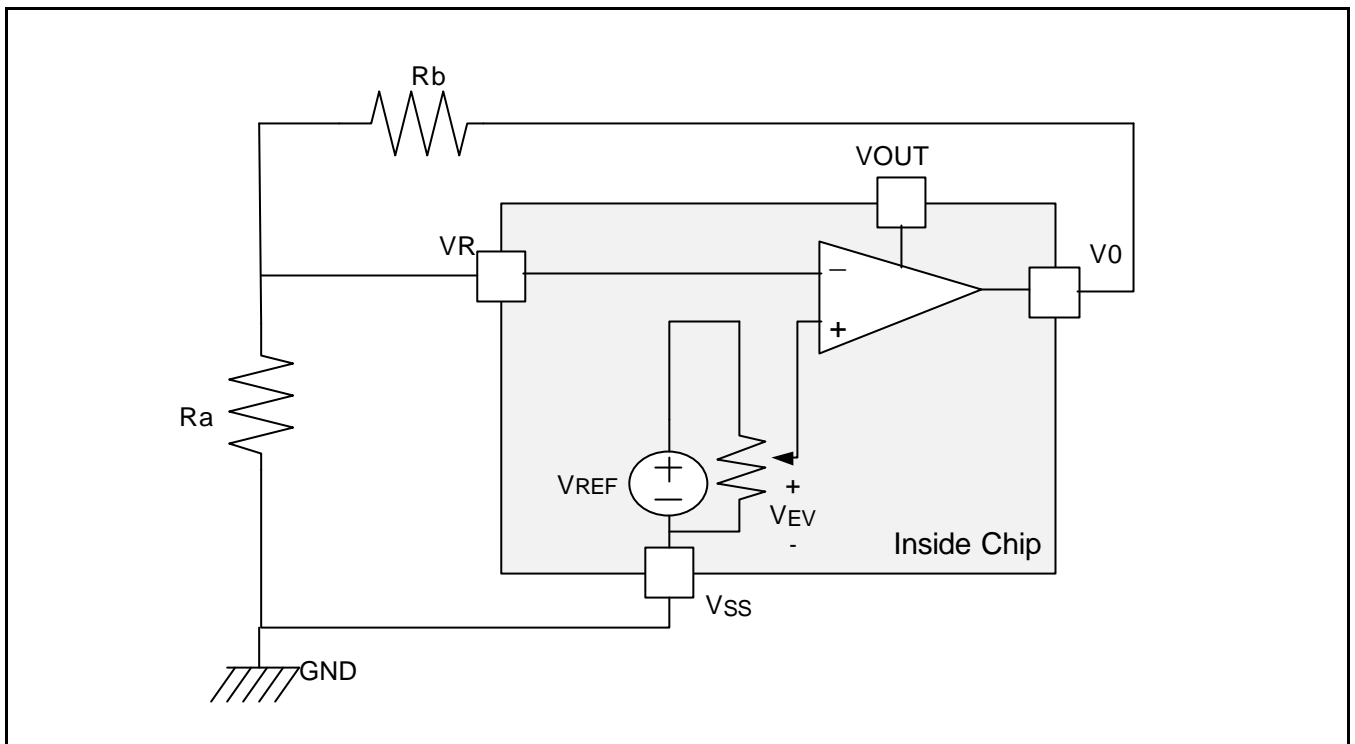 Rb
VOUT
VR
V0
−
+
Ra
+
−
VREF
+
VEV
-
Inside Chip
VSS
GND